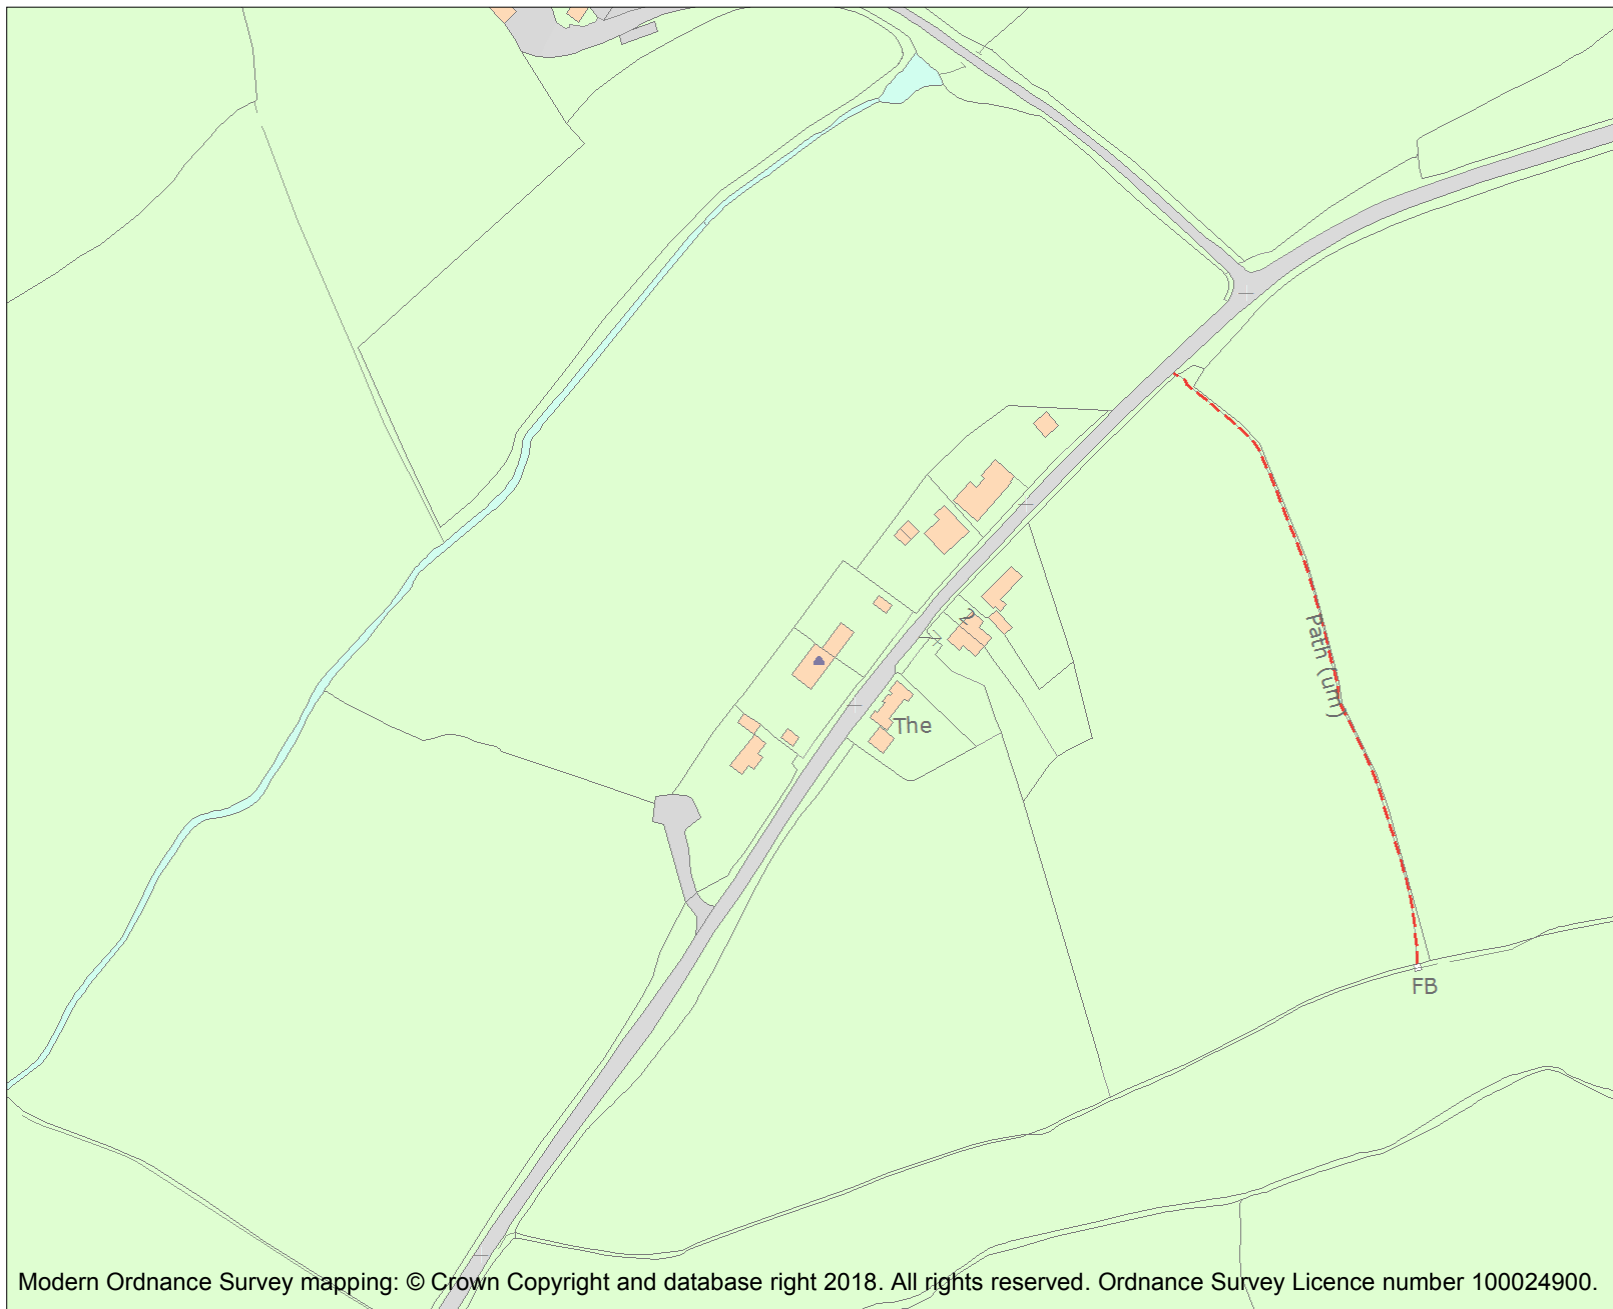 2
Path (um)
The
FB
Modern Ordnance Survey mapping: © Crown Copyright and database right 2018. All rights reserved. Ordnance Survey Licence number 100024900.